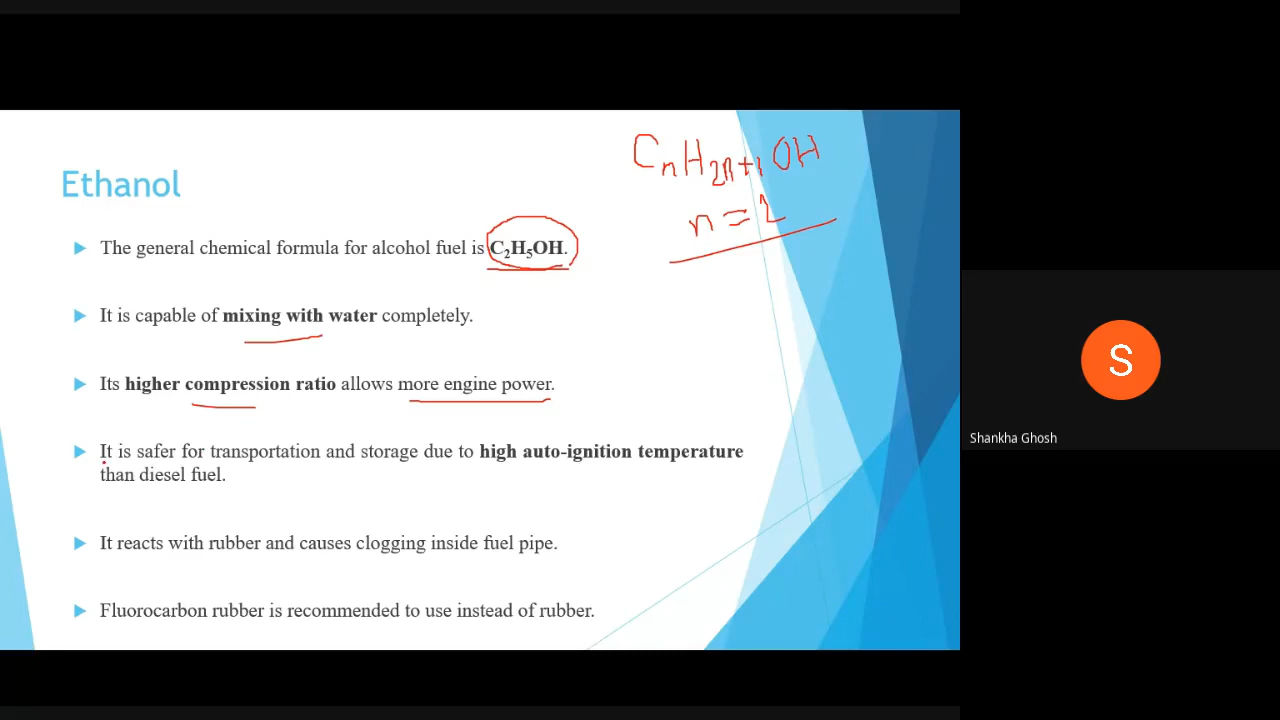 CnH2n+1OH
n=2
Ethanol
The general chemical formula for alcohol fuel is C2H5OH.
It is capable of mixing with water completely.
Its higher compression ratio allows more engine power.
It is safer for transportation and storage due to high auto-ignition temperature
than diesel fuel.
It reacts with rubber and causes clogging inside fuel pipe.
Fluorocarbon rubber is recommended to use instead of rubber.
S
Shankha Ghosh